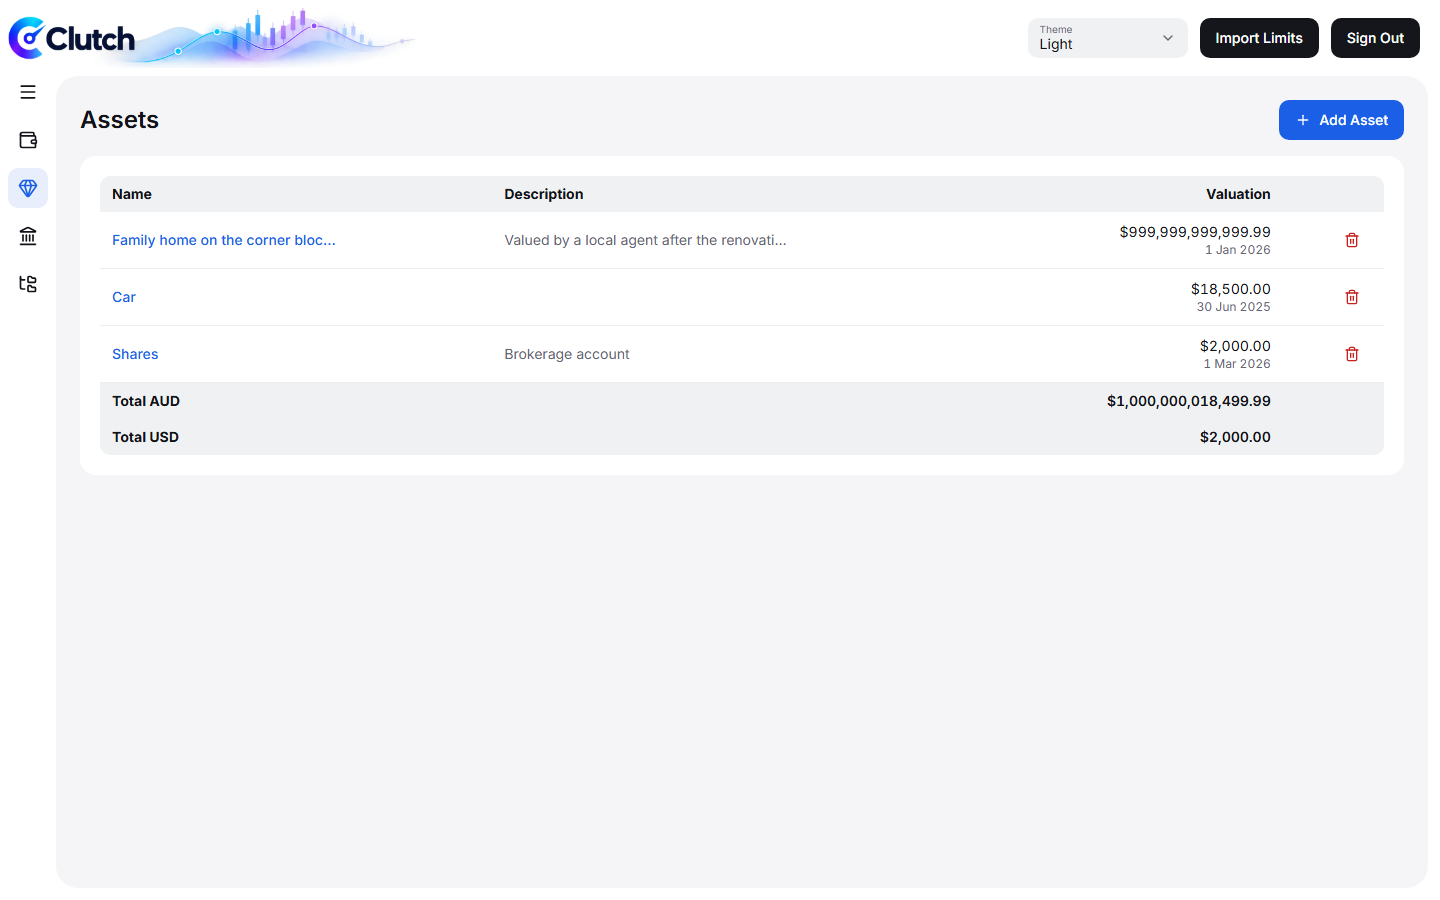 Clutch
Theme
Light
Import Limits
Sign Out
Assets
Add Asset
Name Description Valuation
Family home on the corner bloc... Valued by a local agent after the renovati... $999,999,999,999.99
1 Jan 2026
Car $18,500.00
30 Jun 2025
Shares Brokerage account $2,000.00
1 Mar 2026
Total AUD $1,000,000,018,499.99
Total USD $2,000.00